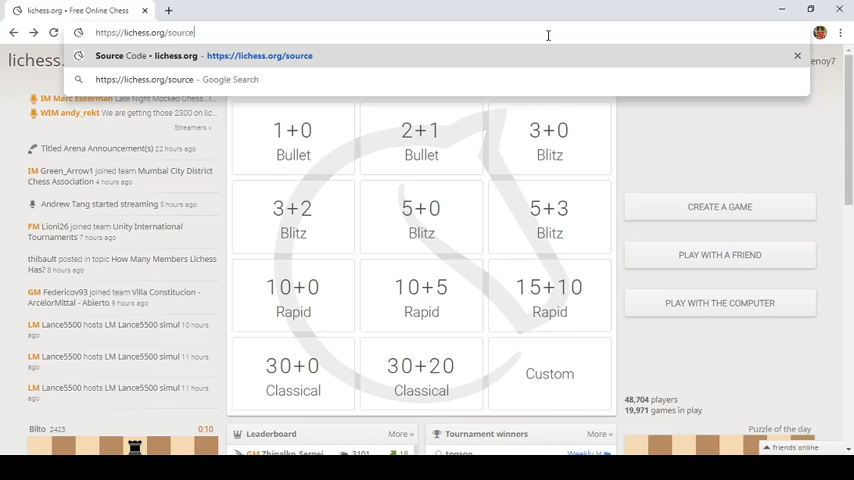 lichess.org • Free Online Chess
https://lichess.org/source
Source Code • lichess.org - https://lichess.org/source
https://lichess.org/source - Google Search
lichess
enoy7
IM Marc Esserman Late Night Mocked Chess ...!
WIM andy_rekt We are getting those 2300 on lic...
Streamers »
Titled Arena Announcement(s) 22 hours ago
IM Green_Arrow1 joined team Mumbai City District
Chess Association 4 hours ago
Andrew Tang started streaming 5 hours ago
FM Lioni26 joined team Unity International
Tournaments 7 hours ago
thibault posted in topic How Many Members Lichess
Has? 8 hours ago
GM Federicov93 joined team Villa Constitucion -
ArcelorMittal - Abierto 9 hours ago
LM Lance5500 hosts LM Lance5500 simul 10 hours
ago
LM Lance5500 hosts LM Lance5500 simul 11 hours
ago
LM Lance5500 hosts LM Lance5500 simul 11 hours
ago
Bilto 2423 0:10
1+0
Bullet
2+1
Bullet
3+0
Blitz
3+2
Blitz
5+0
Blitz
5+3
Blitz
10+0
Rapid
10+5
Rapid
15+10
Rapid
30+0
Classical
30+20
Classical
Custom
Leaderboard More »
GM Zhigalko_Sergei 3101 18
Tournament winners More »
Weekly
CREATE A GAME
PLAY WITH A FRIEND
PLAY WITH THE COMPUTER
48,704 players
19,971 games in play
Puzzle of the day
friends online